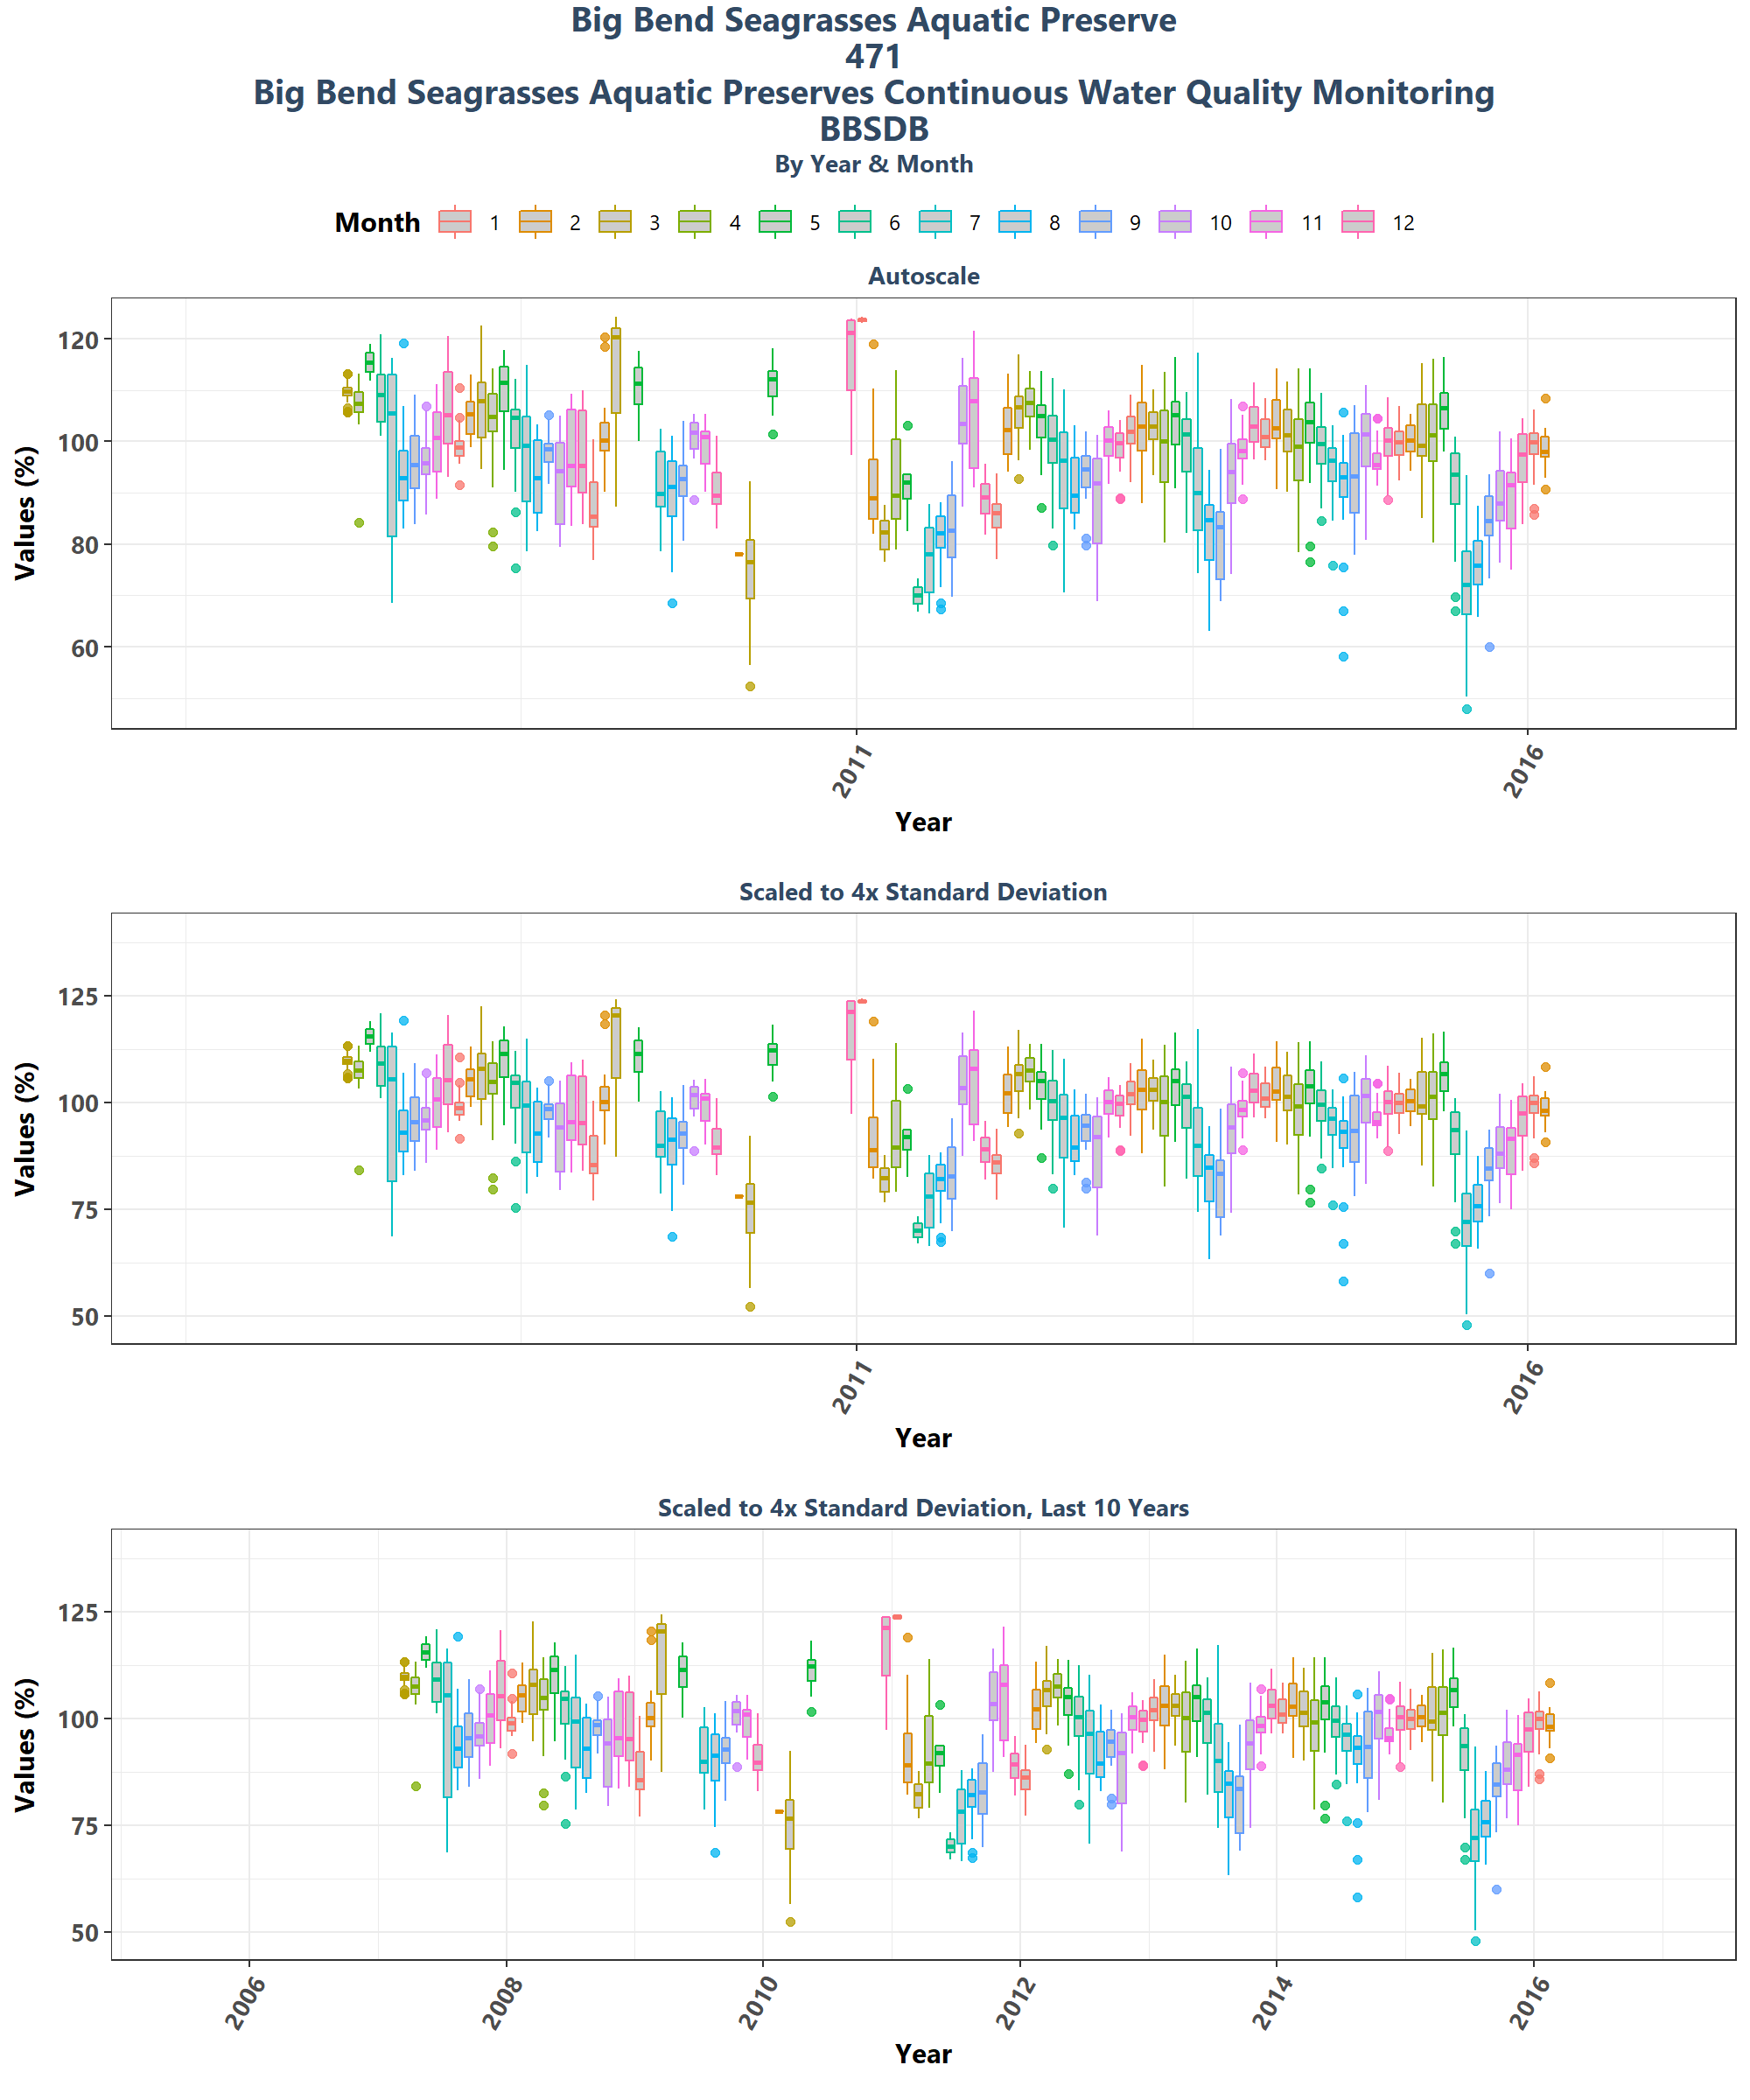 Big Bend Seagrasses Aquatic Preserve
471
Big Bend Seagrasses Aquatic Preserves Continuous Water Quality Monitoring
BBSDB
By Year & Month
Month 1 2 3 4 5 6 7 8 9 10 11 12
Autoscale
Values (%)
120
100
80
60
2011 2016
Year
Scaled to 4x Standard Deviation
Values (%)
125
100
75
50
2011 2016
Year
Scaled to 4x Standard Deviation, Last 10 Years
Values (%)
125
100
75
50
2006 2008 2010 2012 2014 2016
Year